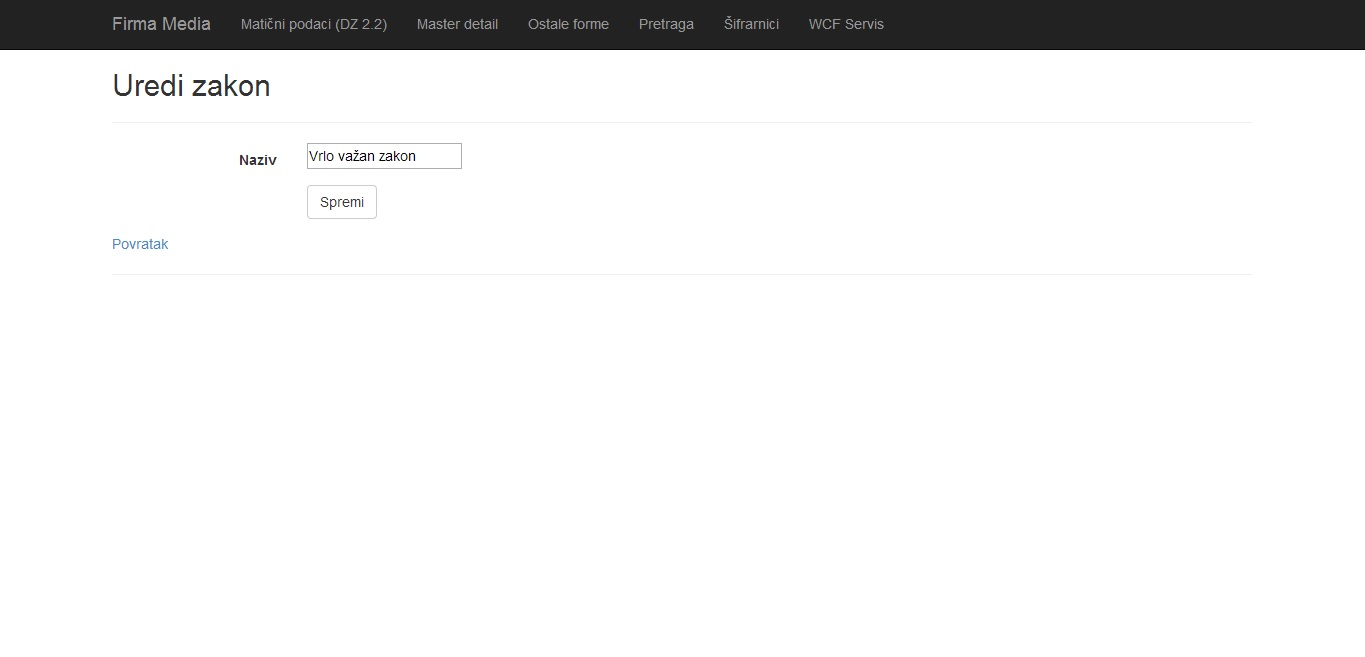 Firma Media Matični podaci (DZ 2.2) Master detail Ostale forme Pretraga Šifrarnici WCF Servis
Uredi zakon
Naziv Vrlo važan zakon
Spremi
Povratak